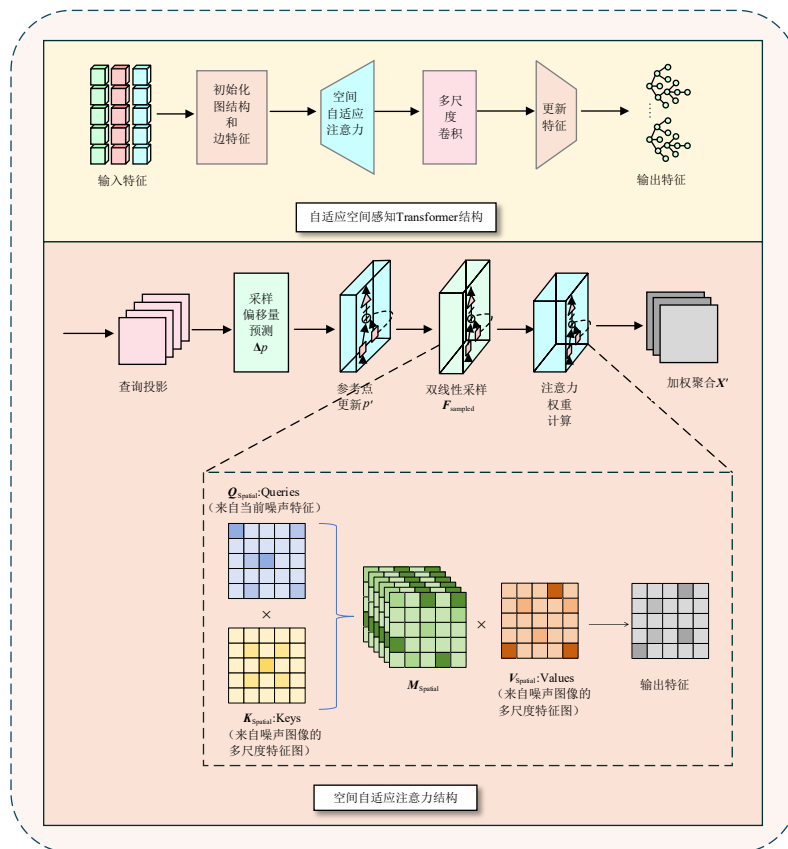 输入特征
初始化
图结构
和
边特征
空间
自适应
注意力
多尺
度
卷积
更新
特征
……
输出特征
自适应空间感知Transformer结构
查询投影
采样
偏移量
预测
Δp
参考点
更新p′
双线性采样
F_sampled
注意力
权重
计算
加权聚合X′
Q_Spatial:Queries
（来自当前噪声特征）
×
K_Spatial:Keys
（来自噪声图像的
多尺度特征图）
M_Spatial
×
V_Spatial:Values
（来自噪声图像的
多尺度特征图）
输出特征
空间自适应注意力结构